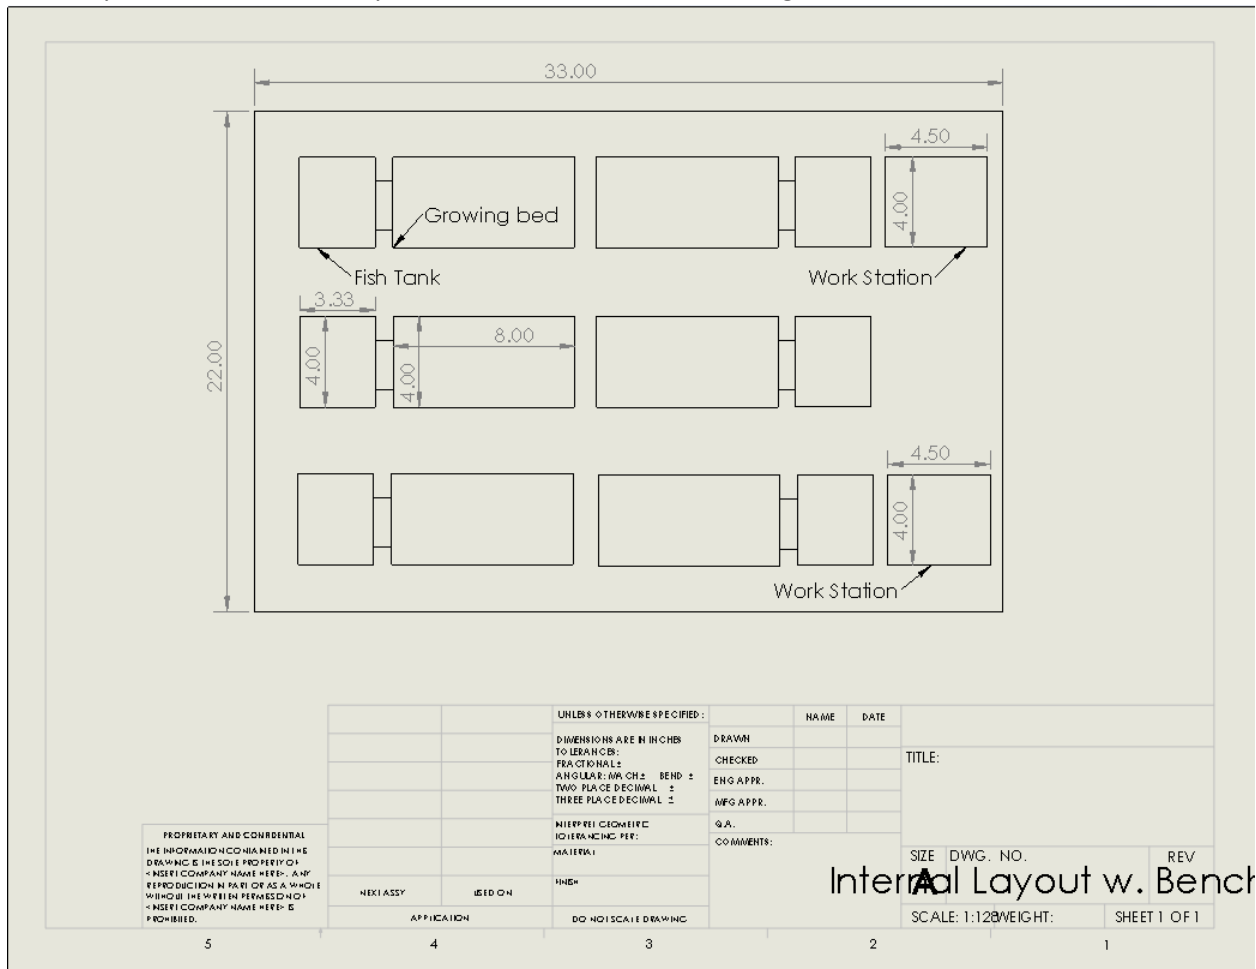 33.00
4.50
4.00
Growing bed
Fish Tank
Work Station
3.33
8.00
4.00
4.00
22.00
4.50
4.00
Work Station
UNLESS OTHERWISE SPECIFIED:
NAME DATE
DIMENSIONS ARE IN INCHES
TOLERANCES:
FRACTIONAL ±
ANGULAR: MACH ± BEND ±
TWO PLACE DECIMAL ±
THREE PLACE DECIMAL ±
DRAWN
CHECKED
ENG APPR.
MFG APPR.
Q.A.
COMMENTS:
TITLE:
INTERPRET GEOMETRIC
TOLERANCING PER:
MATERIAL
FINISH
PROPRIETARY AND CONFIDENTIAL
THE INFORMATION CONTAINED IN THIS
DRAWING IS THE SOLE PROPERTY OF
<INSERT COMPANY NAME HERE>. ANY
REPRODUCTION IN PART OR AS A WHOLE
WITHOUT THE WRITTEN PERMISSION OF
<INSERT COMPANY NAME HERE> IS
PROHIBITED.
NEXT ASSY USED ON
APPLICATION
DO NOT SCALE DRAWING
SIZE DWG. NO. REV
A
Internal Layout w. Bench
SCALE: 1:128 WEIGHT: SHEET 1 OF 1
5 4 3 2 1